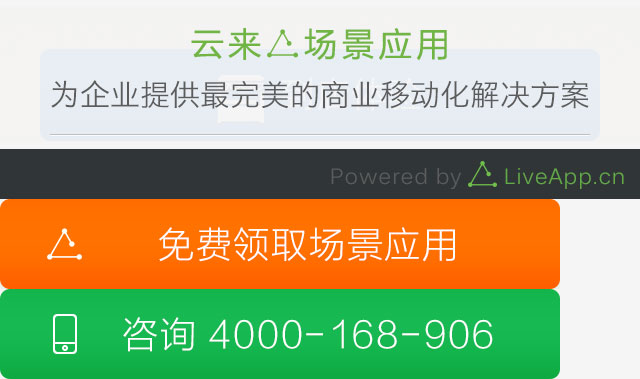 云来 场景应用
为企业提供最完美的商业移动化解决方案
Powered by LiveApp.cn
免费领取场景应用
咨询 4000-168-906